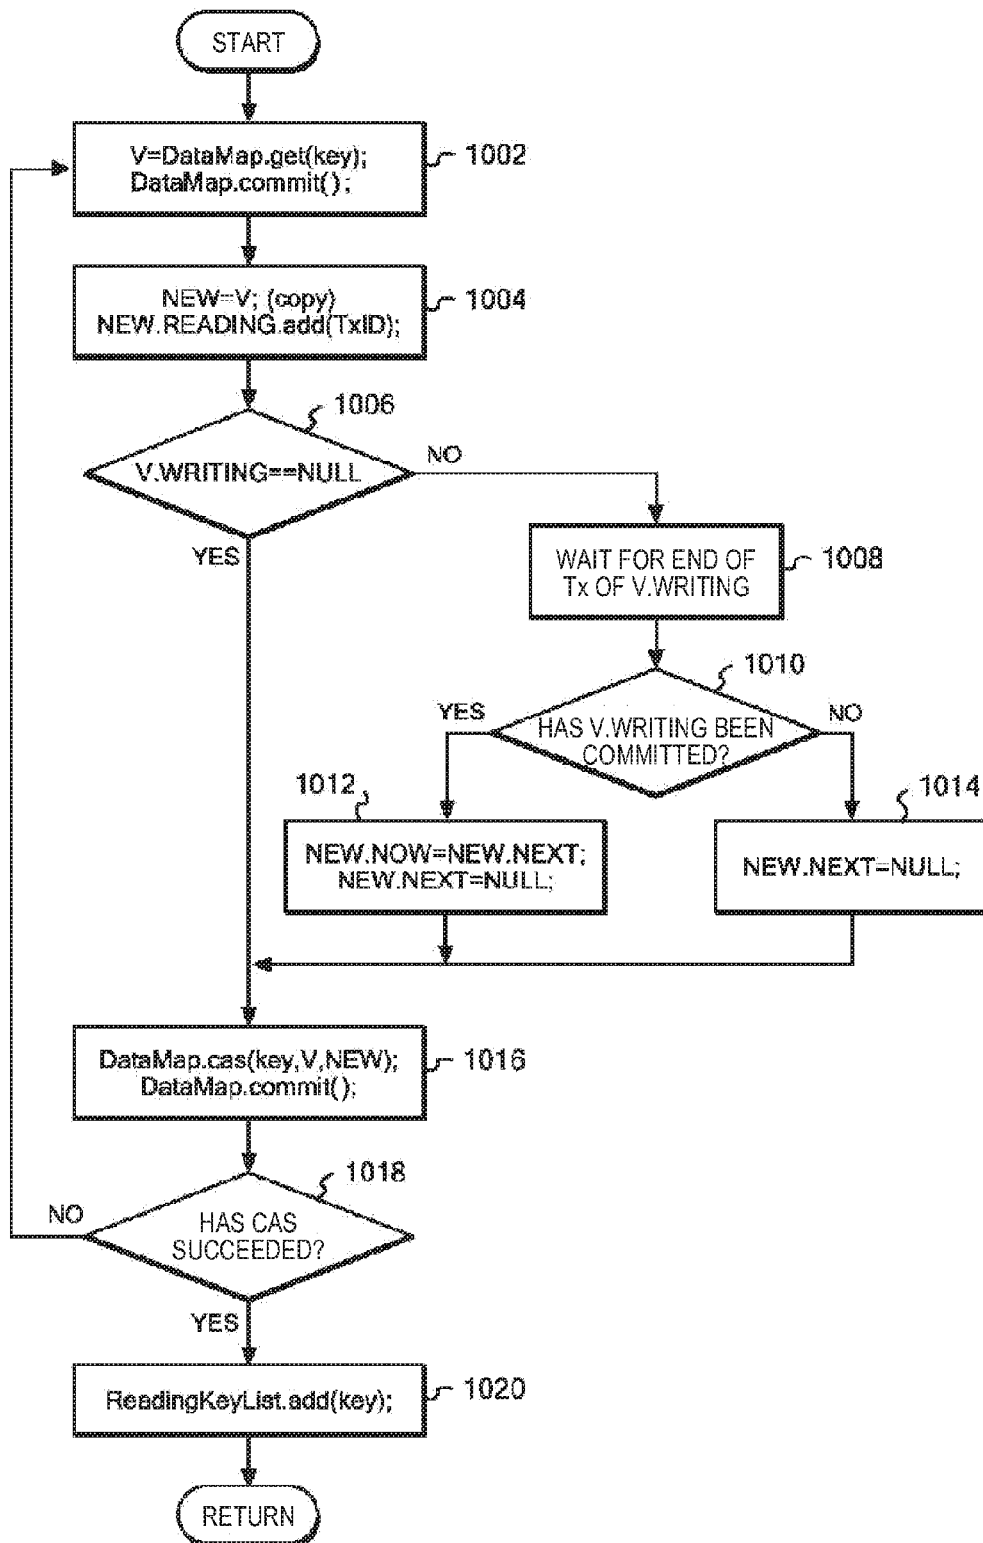 START
V=DataMap.get(key);
DataMap.commit();
1002
NEW=V; (copy)
NEW.READING.add(TxID);
1004
1006
V.WRITING==NULL
NO
YES
WAIT FOR END OF
Tx OF V.WRITING
1008
1010
YES
HAS V.WRITING BEEN
COMMITTED?
NO
1012
NEW.NOW=NEW.NEXT;
NEW.NEXT=NULL;
1014
NEW.NEXT=NULL;
DataMap.cas(key,V,NEW);
DataMap.commit();
1016
1018
NO
HAS CAS
SUCCEEDED?
YES
ReadingKeyList.add(key);
1020
RETURN